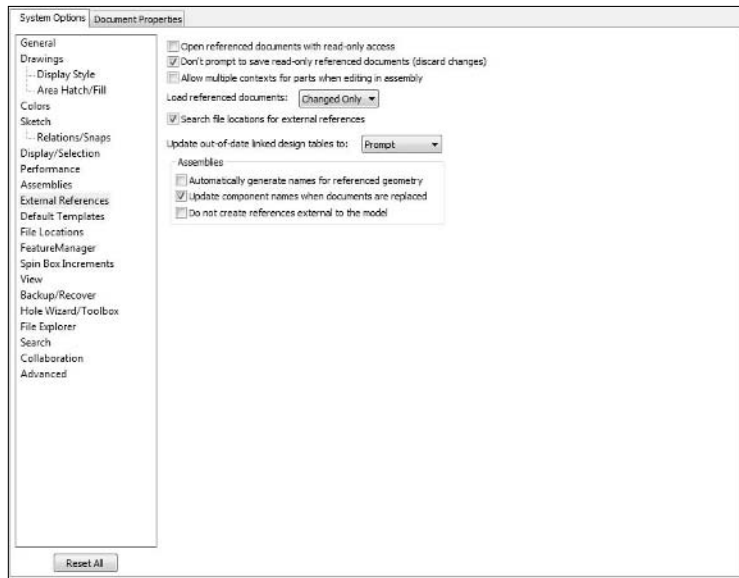 System Options
Document Properties
General
Drawings
Display Style
Area Hatch/Fill
Colors
Sketch
Relations/Snaps
Display/Selection
Performance
Assemblies
External References
Default Templates
File Locations
FeatureManager
Spin Box Increments
View
Backup/Recover
Hole Wizard/Toolbox
File Explorer
Search
Collaboration
Advanced
Reset All
Open referenced documents with read-only access
Don't prompt to save read-only referenced documents (discard changes)
Allow multiple contexts for parts when editing in assembly
Load referenced documents: Changed Only
Search file locations for external references
Update out-of-date linked design tables to: Prompt
Assemblies
Automatically generate names for referenced geometry
Update component names when documents are replaced
Do not create references external to the model